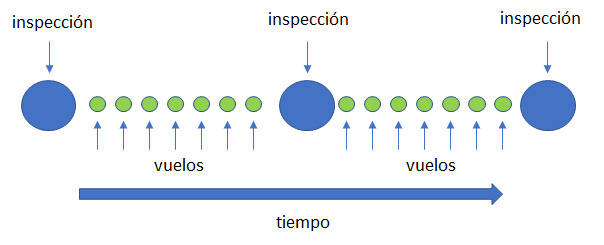 inspección
inspección
inspección
vuelos
vuelos
tiempo